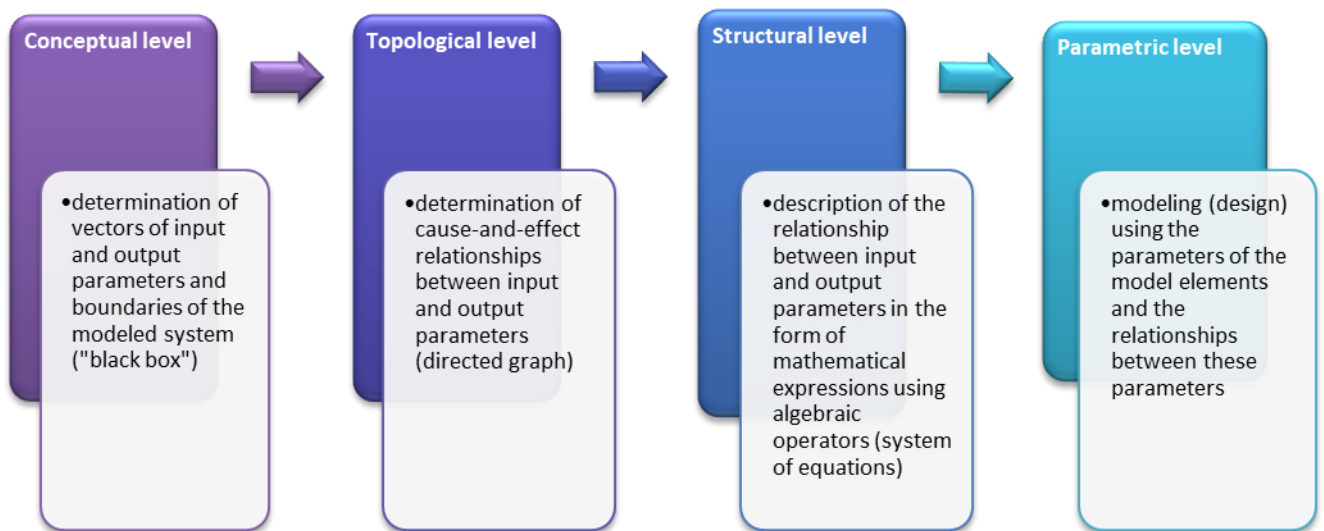 Conceptual level
•determination of
vectors of input
and output
parameters and
boundaries of the
modeled system
("black box")
Topological level
•determination of
cause-and-effect
relationships
between input
and output
parameters
(directed graph)
Structural level
•description of the
relationship
between input
and output
parameters in the
form of
mathematical
expressions using
algebraic
operators (system
of equations)
Parametric level
•modeling (design)
using the
parameters of the
model elements
and the
relationships
between these
parameters